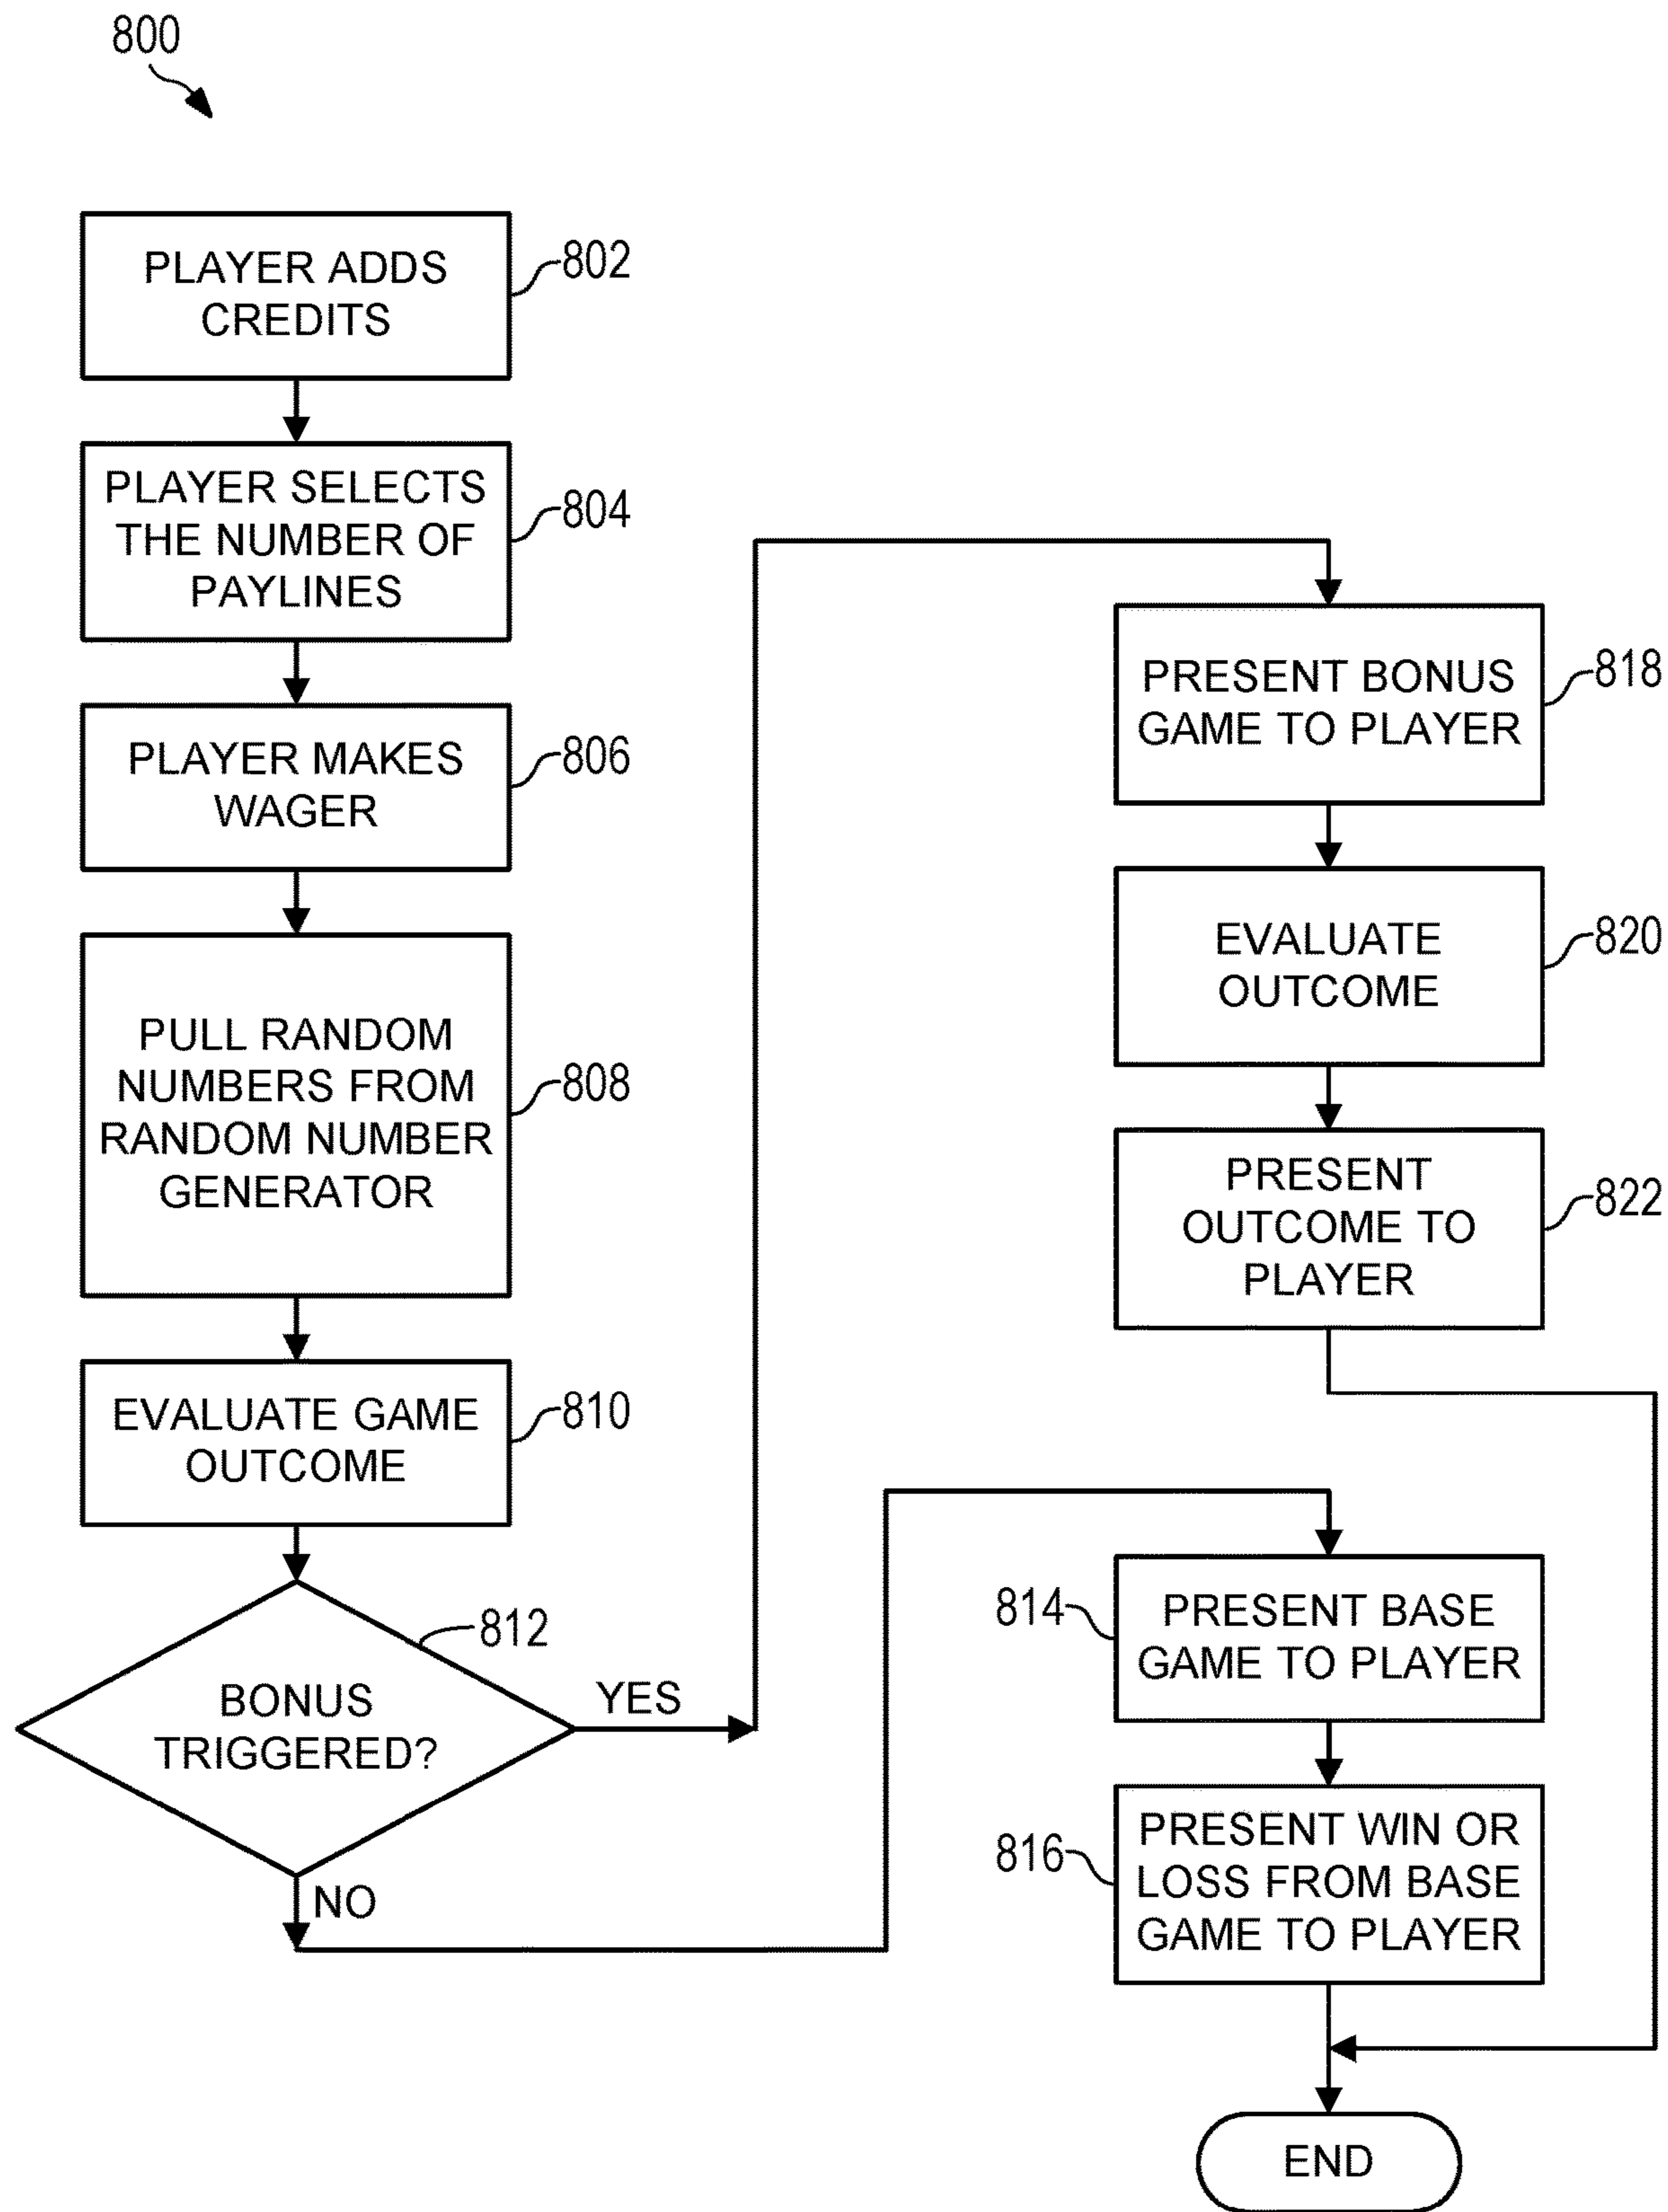 800
PLAYER ADDS
CREDITS
802
PLAYER SELECTS
THE NUMBER OF
PAYLINES
804
PLAYER MAKES
WAGER
806
PULL RANDOM
NUMBERS FROM
RANDOM NUMBER
GENERATOR
808
EVALUATE GAME
OUTCOME
810
BONUS
TRIGGERED?
812
YES
NO
PRESENT BONUS
GAME TO PLAYER
818
EVALUATE
OUTCOME
820
PRESENT
OUTCOME TO
PLAYER
822
814
PRESENT BASE
GAME TO PLAYER
816
PRESENT WIN OR
LOSS FROM BASE
GAME TO PLAYER
END